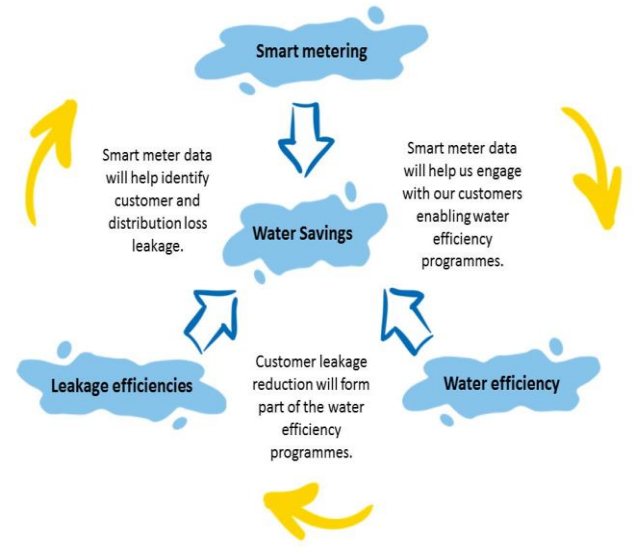 Smart metering
Smart meter data
will help identify
customer and
distribution loss
leakage.
Smart meter data
will help us engage
with our customers
enabling water
efficiency
programmes.
Water Savings
Leakage efficiencies
Customer leakage
reduction will form
part of the water
efficiency
programmes.
Water efficiency